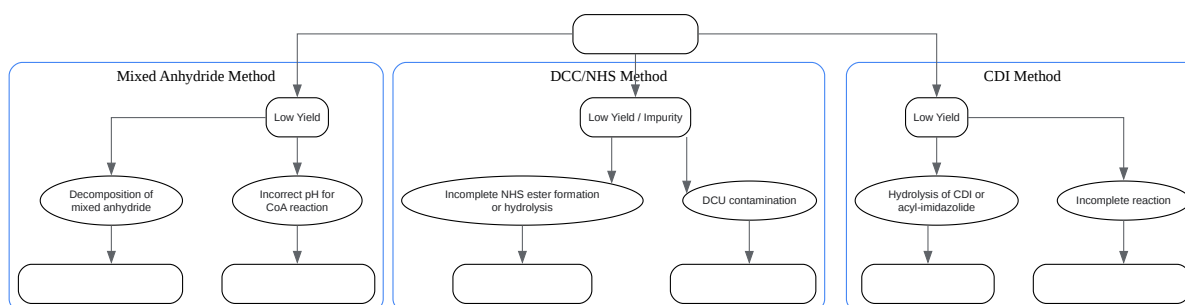 Mixed Anhydride Method
DCC/NHS Method
CDI Method
Low Yield
Low Yield / Impurity
Low Yield
Decomposition of
mixed anhydride
Incorrect pH for
CoA reaction
Incomplete NHS ester formation
or hydrolysis
DCU contamination
Hydrolysis of CDI or
acyl-imidazolide
Incomplete reaction